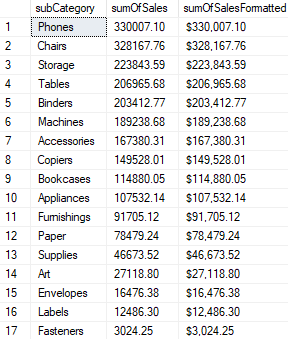 subCategory sumOfSales sumOfSalesFormatted
1 Phones 330007.10 $330,007.10
2 Chairs 328167.76 $328,167.76
3 Storage 223843.59 $223,843.59
4 Tables 206965.68 $206,965.68
5 Binders 203412.77 $203,412.77
6 Machines 189238.68 $189,238.68
7 Accessories 167380.31 $167,380.31
8 Copiers 149528.01 $149,528.01
9 Bookcases 114880.05 $114,880.05
10 Appliances 107532.14 $107,532.14
11 Furnishings 91705.12 $91,705.12
12 Paper 78479.24 $78,479.24
13 Supplies 46673.52 $46,673.52
14 Art 27118.80 $27,118.80
15 Envelopes 16476.38 $16,476.38
16 Labels 12486.30 $12,486.30
17 Fasteners 3024.25 $3,024.25